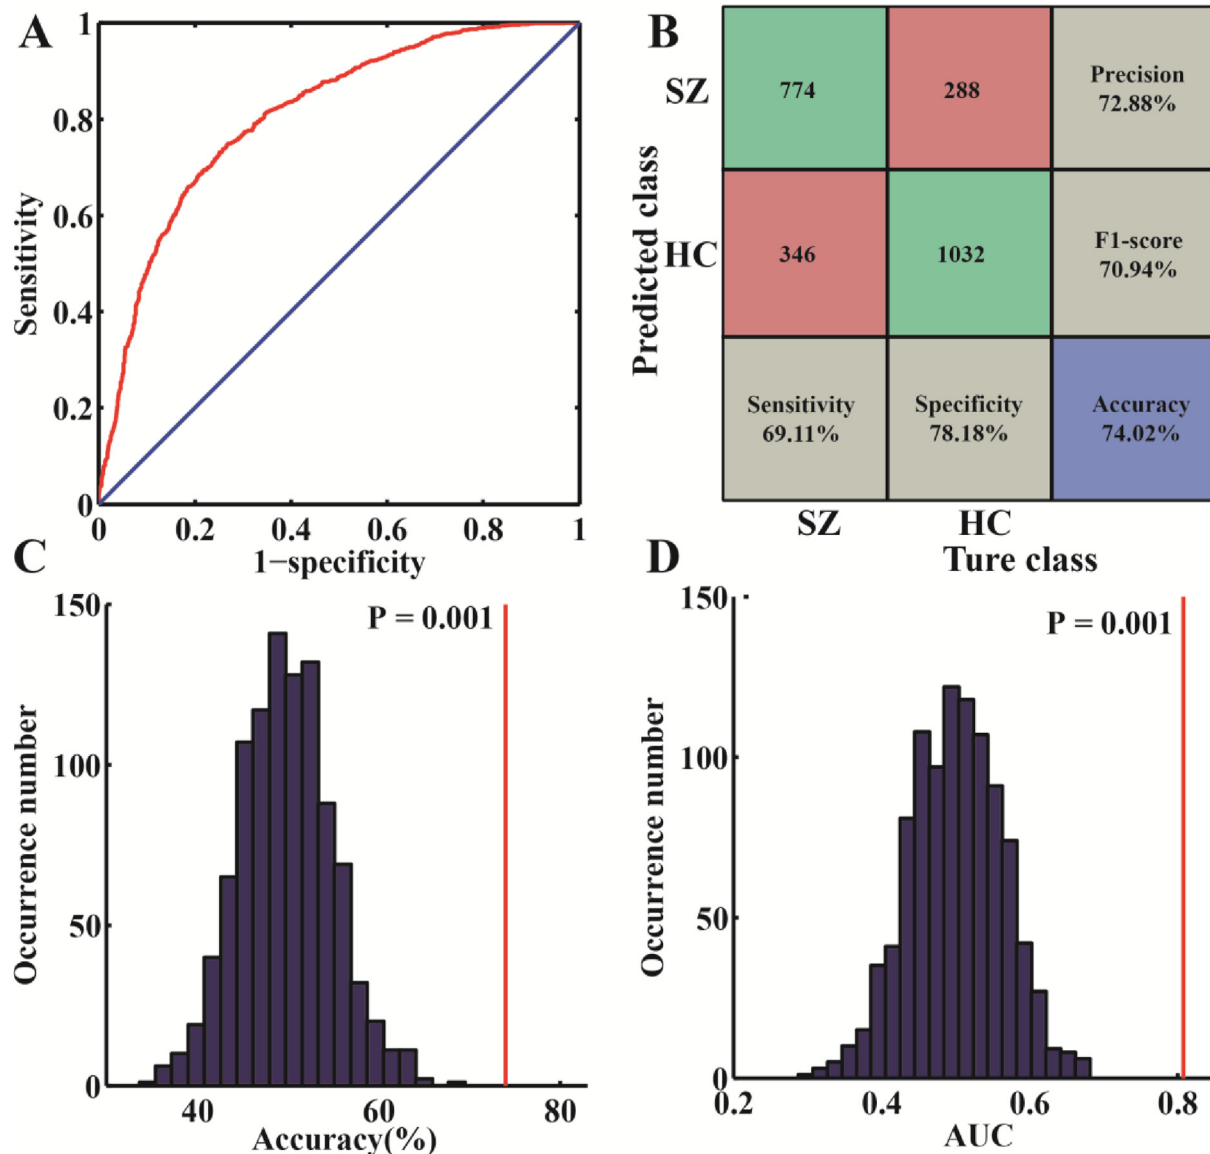 A
1
0.8
0.6
0.4
0.2
0
Sensitivity
0
0.2
0.4
0.6
0.8
1
1−specificity
B
Predicted class
SZ
774
288
Precision
72.88%
HC
346
1032
F1-score
70.94%
Sensitivity
69.11%
Specificity
78.18%
Accuracy
74.02%
SZ
HC
Ture class
C
P = 0.001
150
100
50
0
Occurrence number
40
60
80
Accuracy(%)
D
P = 0.001
150
100
50
0
Occurrence number
0.2
0.4
0.6
0.8
AUC